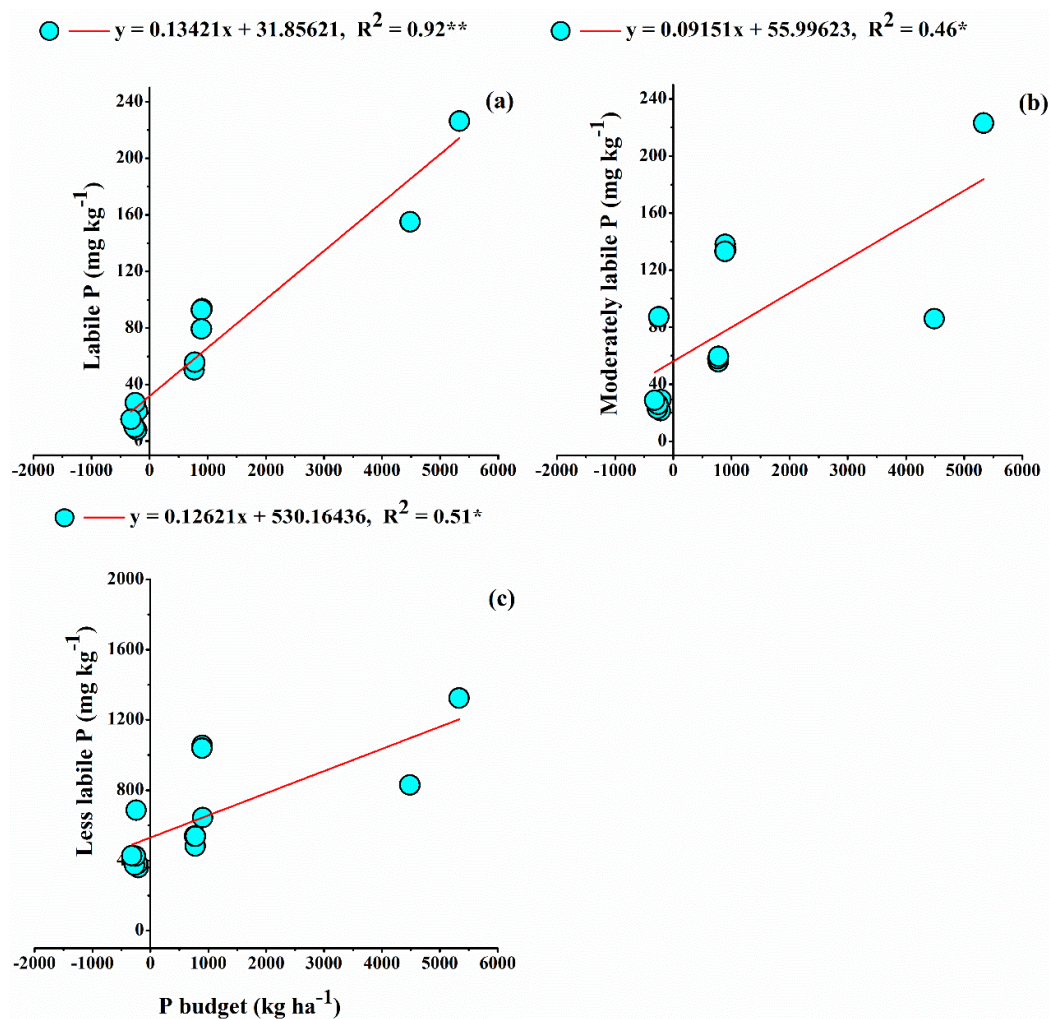 y = 0.13421x + 31.85621, R² = 0.92**
(a)
Labile P (mg kg⁻¹)
240
200
160
120
80
40
0
-2000 -1000 0 1000 2000 3000 4000 5000 6000
y = 0.09151x + 55.99623, R² = 0.46*
(b)
Moderately labile P (mg kg⁻¹)
240
200
160
120
80
40
0
-2000 -1000 0 1000 2000 3000 4000 5000 6000
y = 0.12621x + 530.16436, R² = 0.51*
(c)
Less labile P (mg kg⁻¹)
2000
1600
1200
800
0
-2000 -1000 0 1000 2000 3000 4000 5000 6000
P budget (kg ha⁻¹)